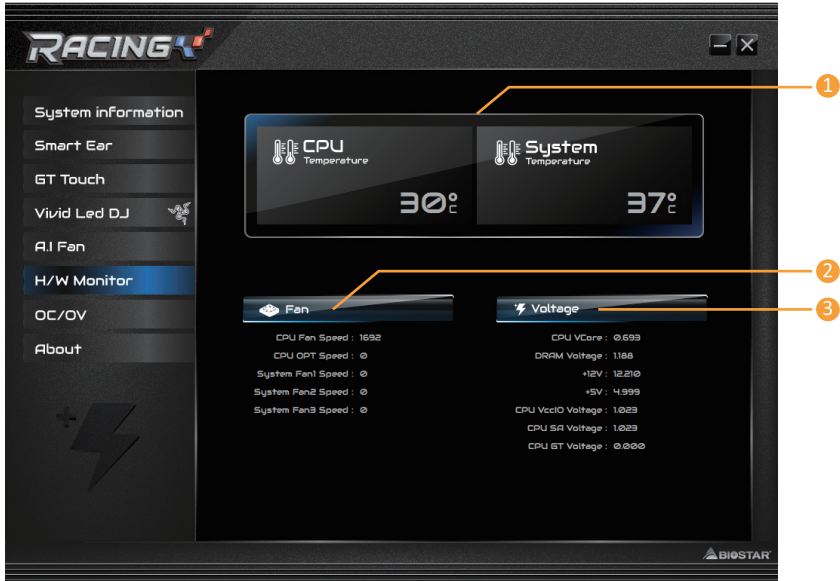 RACING
1
System information
Smart Ear
GT Touch
Vivid Led DJ
A.I Fan
H/W Monitor
OC/OV
About
CPU
Temperature
30°C
System
Temperature
37°C
2
Fan
CPU Fan Speed : 1692
CPU OPT Speed : 0
System Fan1 Speed : 0
System Fan2 Speed : 0
System Fan3 Speed : 0
3
Voltage
CPU VCore : 0.693
DRAM Voltage : 1.188
+12V : 12.210
+5V : 4.999
CPU VccIO Voltage : 1.023
CPU SA Voltage : 1.023
CPU GT Voltage : 0.000
BIOSTAR